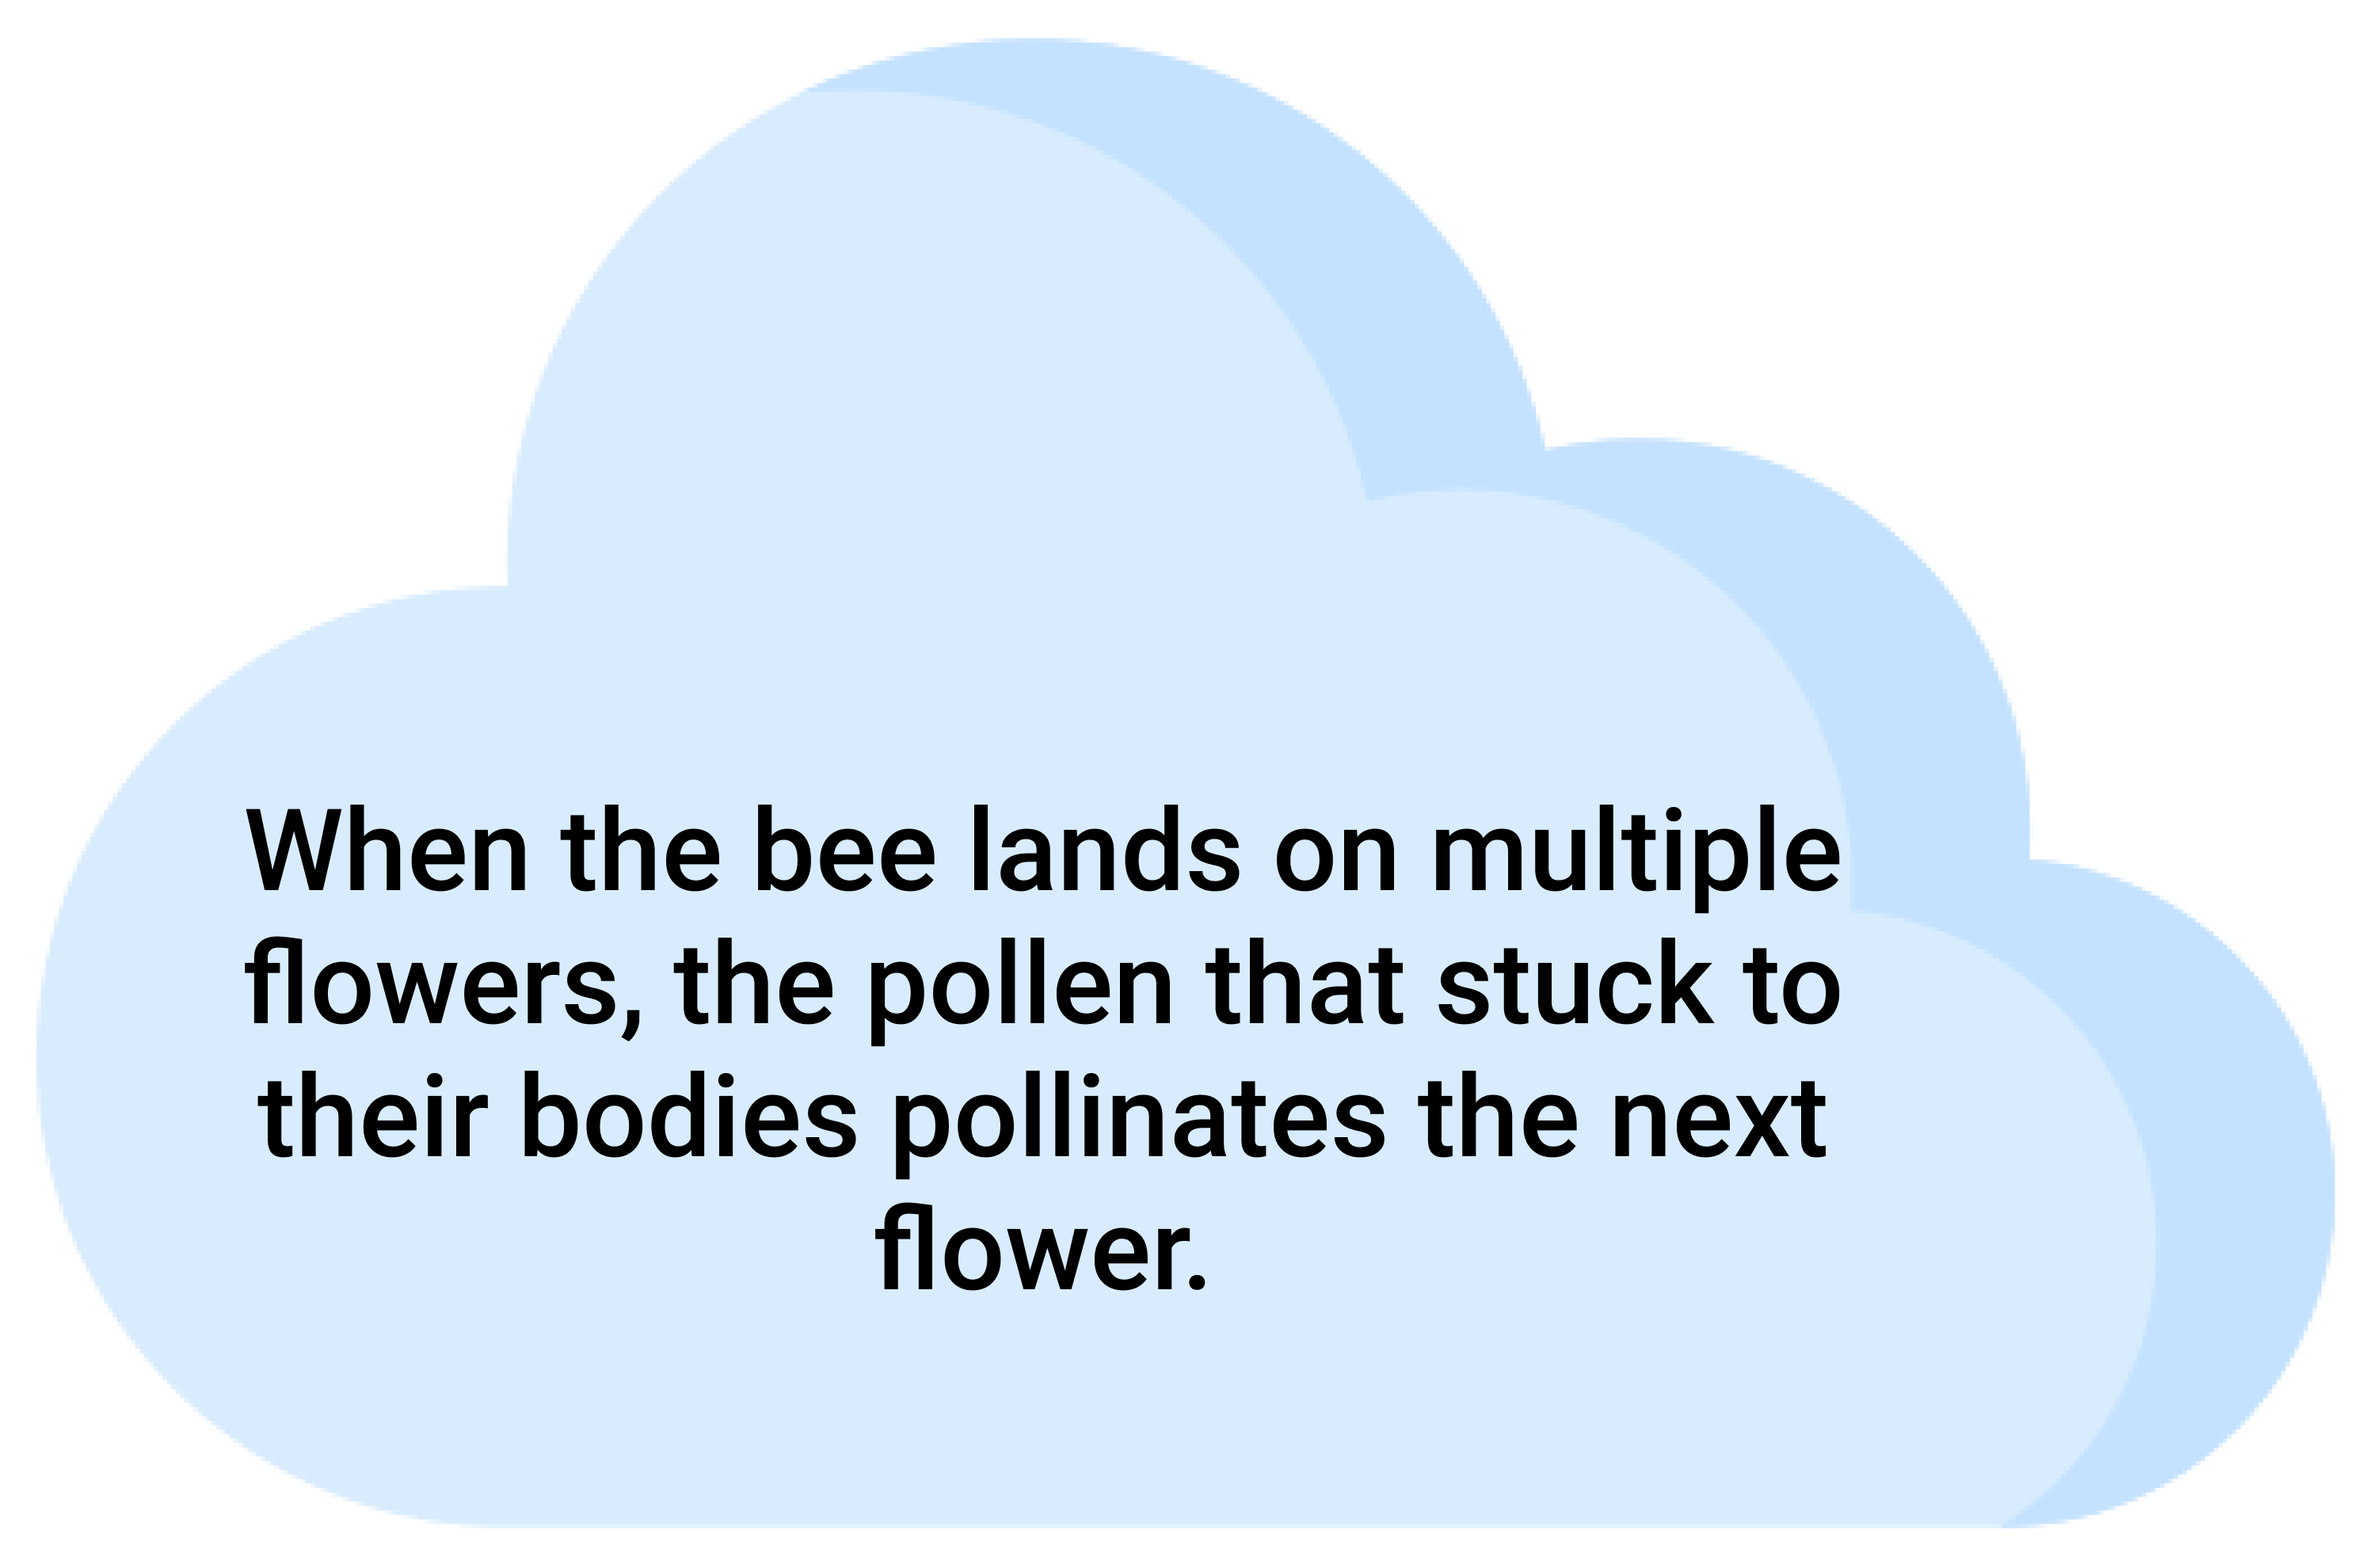 When the bee lands on multiple
flowers, the pollen that stuck to
their bodies pollinates the next
flower.